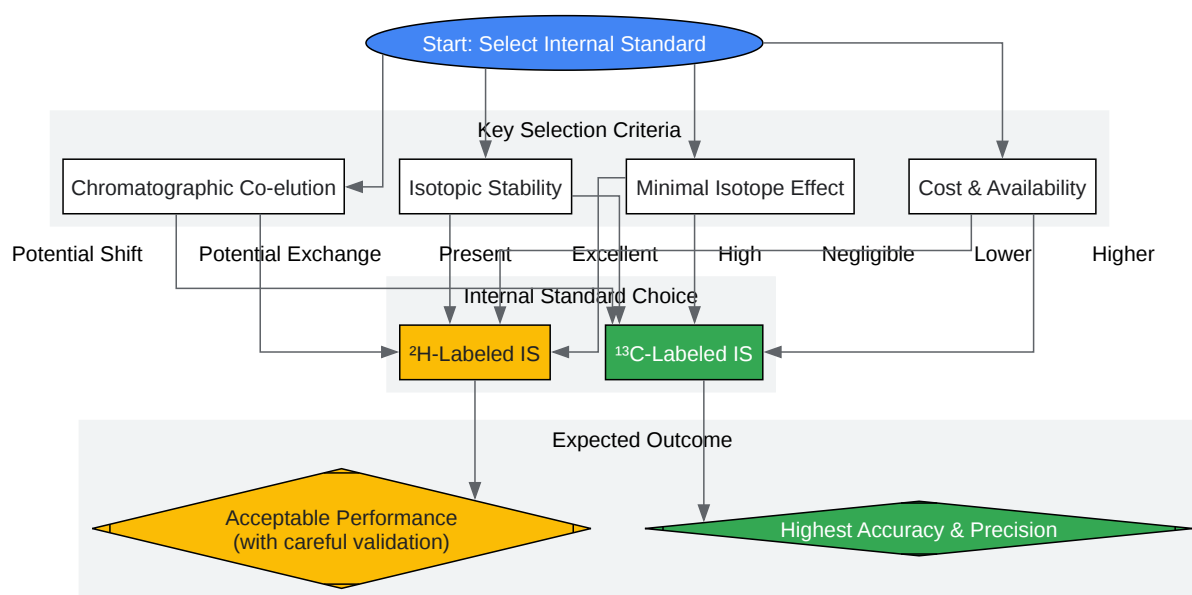 Start: Select Internal Standard
Key Selection Criteria
Chromatographic Co-elution
Isotopic Stability
Minimal Isotope Effect
Cost & Availability
Potential Shift
Potential Exchange
Present
Excellent
High
Negligible
Lower
Higher
Internal Standard Choice
²H-Labeled IS
¹³C-Labeled IS
Expected Outcome
Acceptable Performance
(with careful validation)
Highest Accuracy & Precision